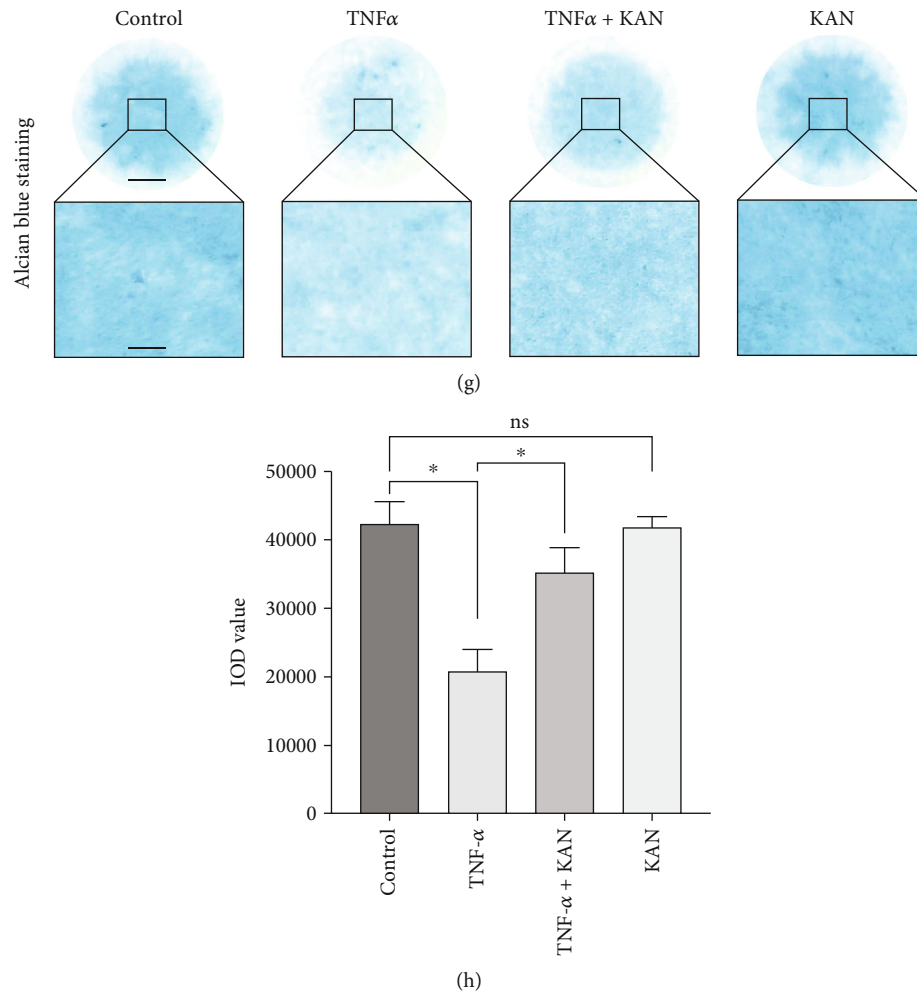 Control TNFα TNFα + KAN KAN
Alcian blue staining
(g)
ns
* *
50000
40000
30000
20000
10000
0
IOD value
Control
TNF-α
TNF-α + KAN
KAN
(h)